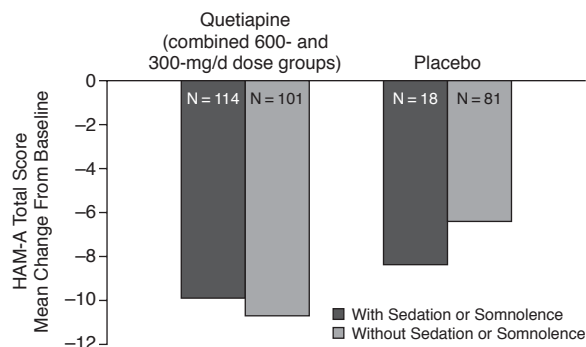 Quetiapine
(combined 600- and
300-mg/d dose groups)
Placebo
0
−2
−4
−6
−8
−10
−12
HAM-A Total Score
Mean Change From Baseline
N = 114
N = 101
N = 18
N = 81
With Sedation or Somnolence
Without Sedation or Somnolence